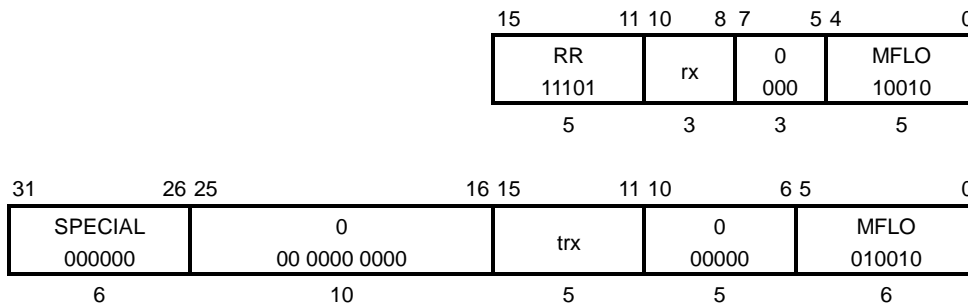 15 11 10 8 7 5 4 0
RR 0 MFLO
rx
11101 000 10010
5 3 3 5
31 26 25 16 15 11 10 6 5 0
SPECIAL 0 0 MFLO
trx
000000 00 0000 0000 00000 010010
6 10 5 5 6